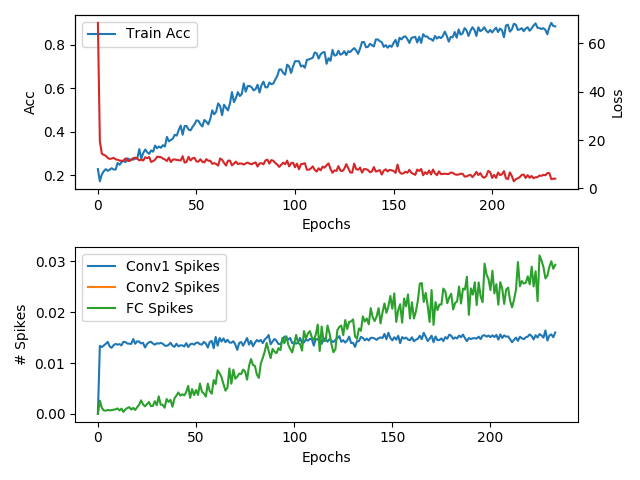 Train Acc
Acc
0.8
0.6
0.4
0.2
60
40
20
0
Loss
0
50
100
150
200
Epochs
Conv1 Spikes
Conv2 Spikes
FC Spikes
# Spikes
0.03
0.02
0.01
0.00
0
50
100
150
200
Epochs